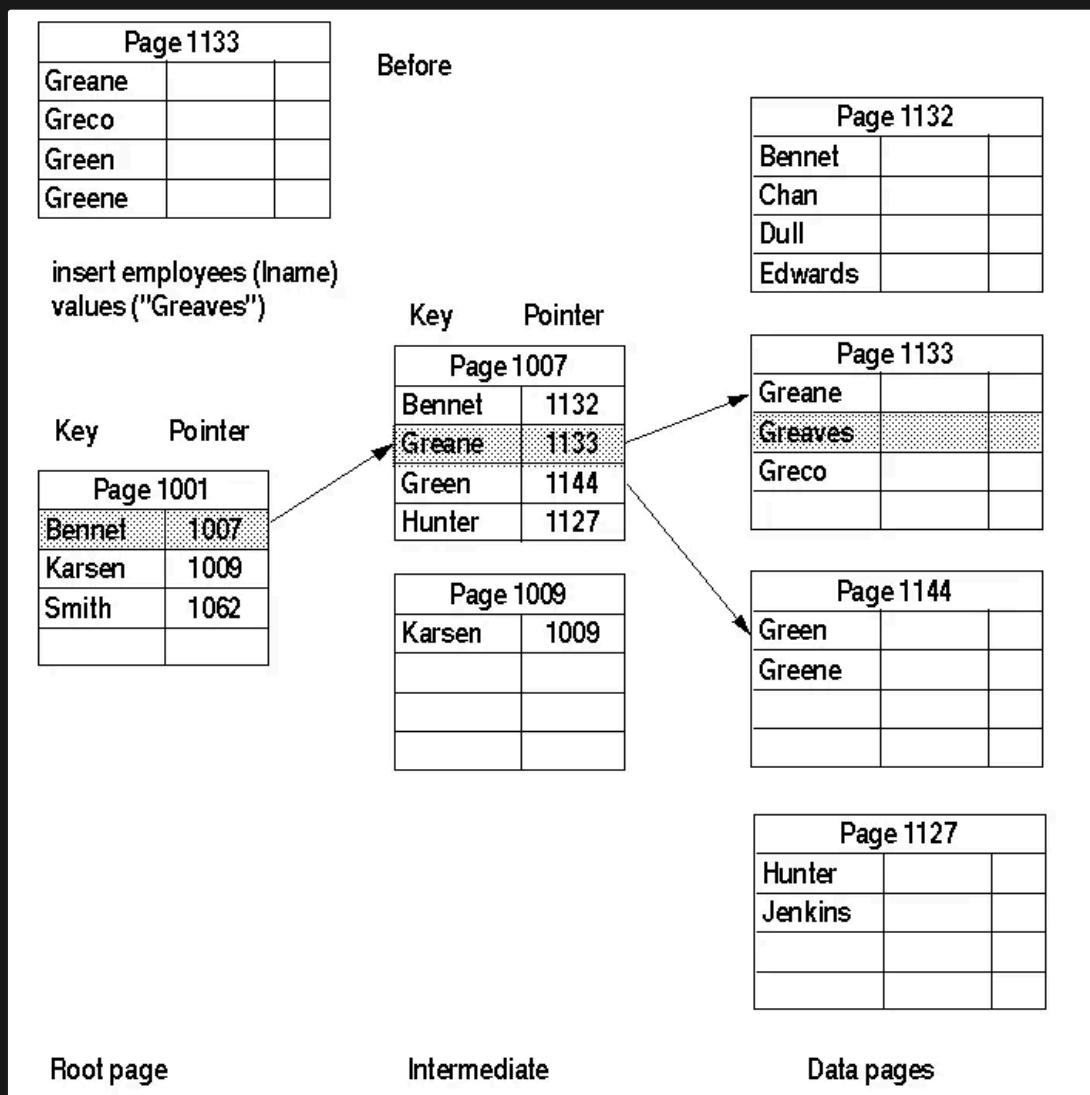 Page 1133
Greane
Greco
Green
Greene
Before
insert employees (lname)
values ("Greaves")
Key Pointer
Page 1001
Bennet 1007
Karsen 1009
Smith 1062
Key Pointer
Page 1007
Bennet 1132
Greane 1133
Green 1144
Hunter 1127
Page 1009
Karsen 1009
Page 1132
Bennet
Chan
Dull
Edwards
Page 1133
Greane
Greaves
Greco
Page 1144
Green
Greene
Page 1127
Hunter
Jenkins
Root page
Intermediate
Data pages